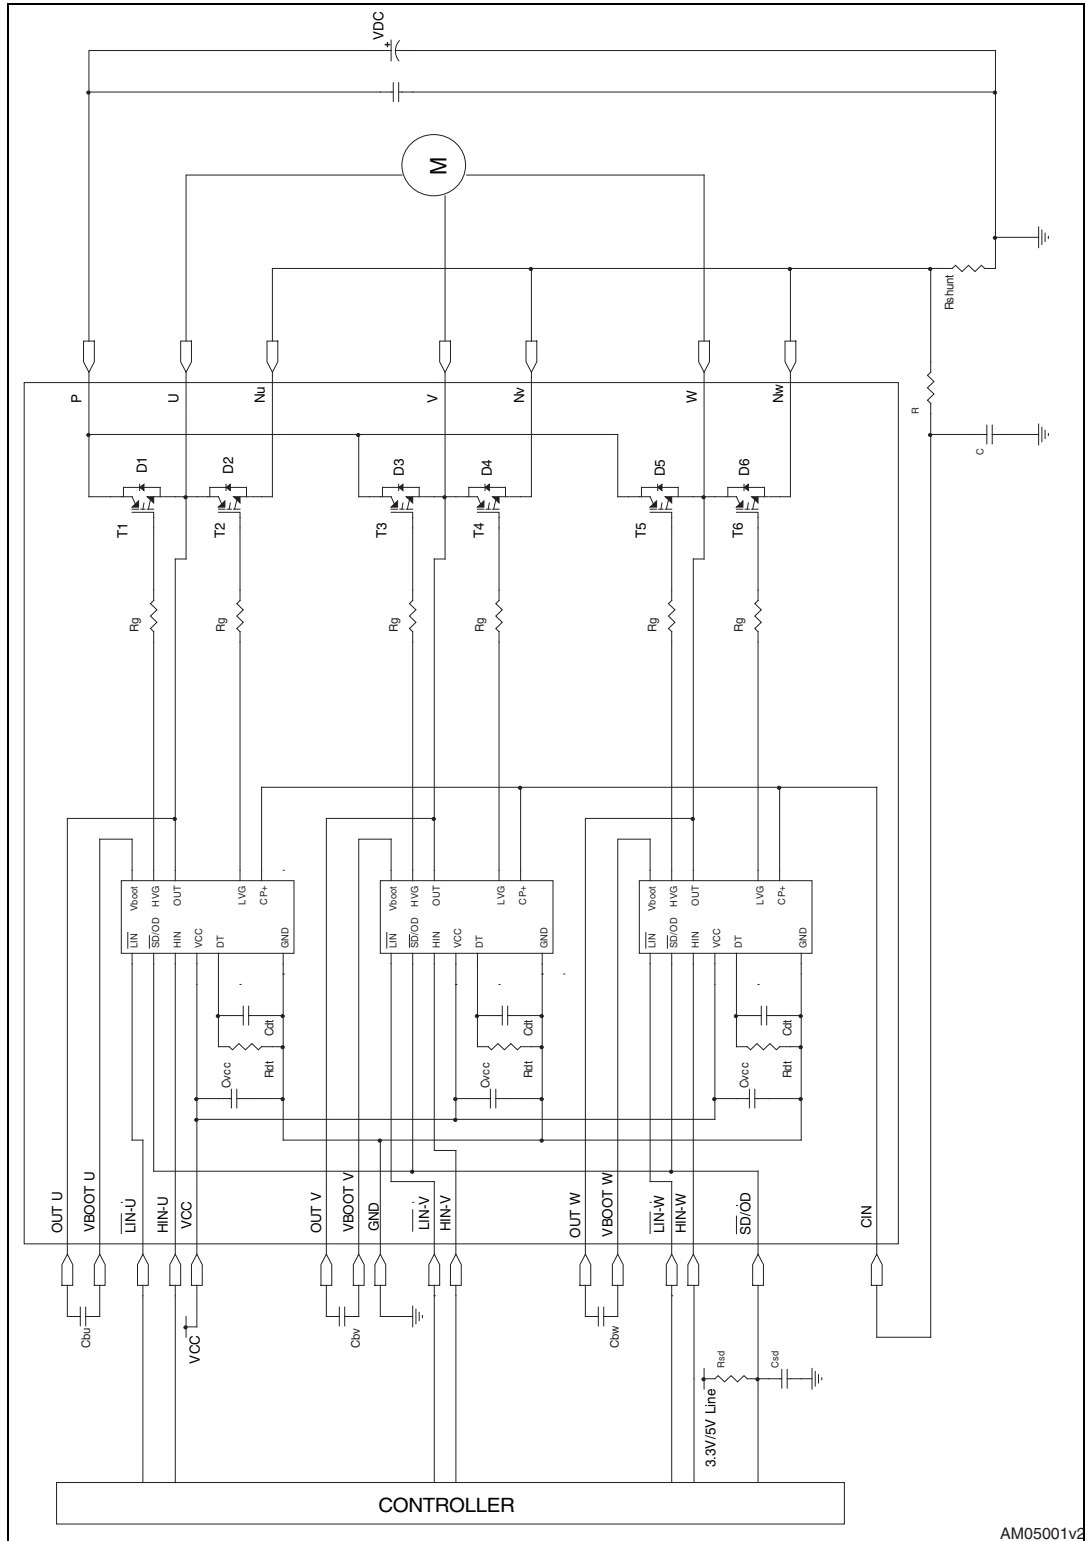 VDC
+
M
Rshunt
P
U
Nu
V
Nv
W
Nw
R
C
D1
D2
D3
D4
D5
D6
T1
T2
T3
T4
T5
T6
Rg
Rg
Rg
Rg
Rg
Rg
Vboot
HVG
OUT
LVG
CP+
LIN
SD/OD
HIN
VCC
DT
GND
Vboot
HVG
OUT
LVG
CP+
LIN
SD/OD
HIN
VCC
DT
GND
Vboot
HVG
OUT
LVG
CP+
LIN
SD/OD
HIN
VCC
DT
GND
Cdt
Rdt
Cvcc
Cdt
Rdt
Cvcc
Cdt
Rdt
Cvcc
OUT U
VBOOT U
LIN-U
HIN-U
VCC
OUT V
VBOOT V
GND
LIN-V
HIN-V
OUT W
VBOOT W
LIN-W
HIN-W
SD/OD
CIN
Cbu
VCC
Cbv
Cbw
Rsd
Csd
3.3V/5V Line
CONTROLLER
AM05001v2